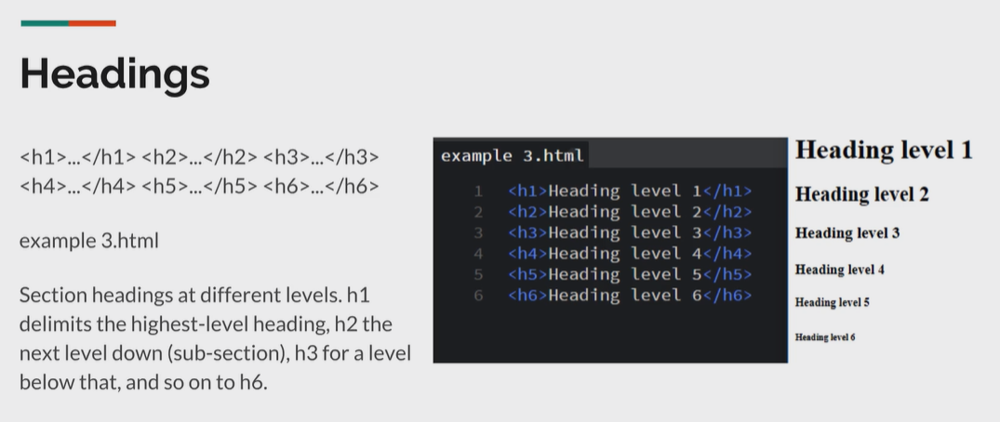 Headings
<h1>...</h1> <h2>...</h2> <h3>...</h3>
<h4>...</h4> <h5>...</h5> <h6>...</h6>
example 3.html
Section headings at different levels. h1
delimits the highest-level heading, h2 the
next level down (sub-section), h3 for a level
below that, and so on to h6.
example 3.html
1 <h1>Heading level 1</h1>
2 <h2>Heading level 2</h2>
3 <h3>Heading level 3</h3>
4 <h4>Heading level 4</h4>
5 <h5>Heading level 5</h5>
6 <h6>Heading level 6</h6>
Heading level 1
Heading level 2
Heading level 3
Heading level 4
Heading level 5
Heading level 6